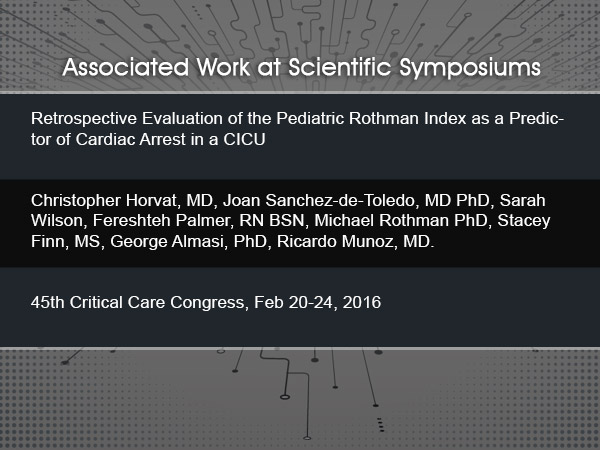 Associated Work at Scientific Symposiums
Retrospective Evaluation of the Pediatric Rothman Index as a Predic-
tor of Cardiac Arrest in a CICU
Christopher Horvat, MD, Joan Sanchez-de-Toledo, MD PhD, Sarah
Wilson, Fereshteh Palmer, RN BSN, Michael Rothman PhD, Stacey
Finn, MS, George Almasi, PhD, Ricardo Munoz, MD.
45th Critical Care Congress, Feb 20-24, 2016